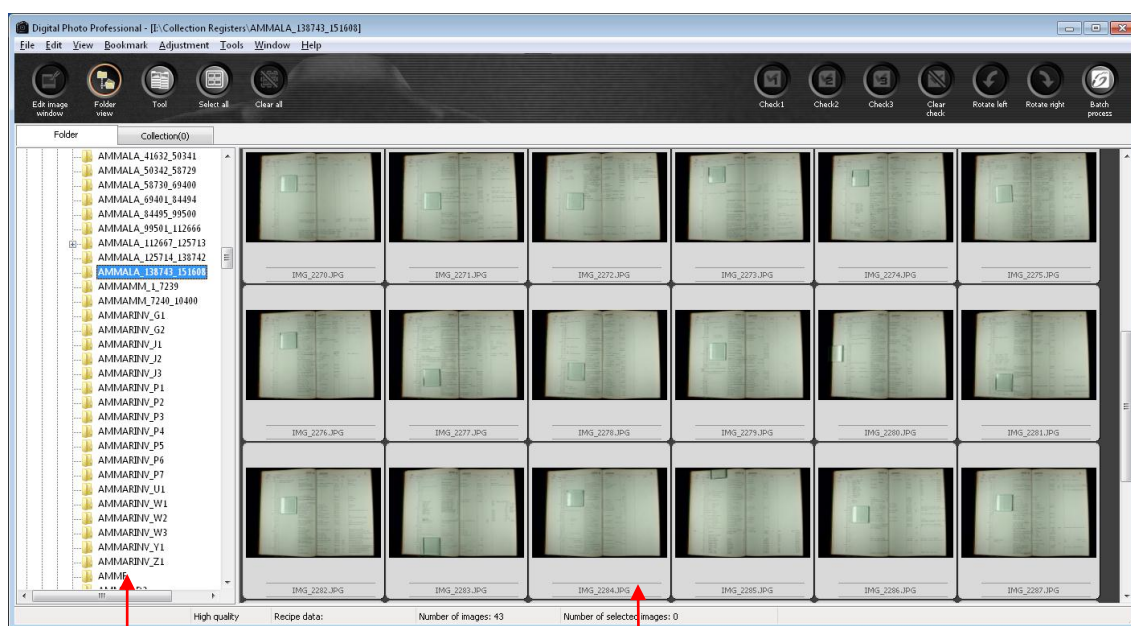 Digital Photo Professional - [E:\Collection Registers\AMMALA_138743_151608]
File Edit View Bookmark Adjustment Tools Window Help
Edit image window
Folder view
Tool
Select all
Clear all
Check1
Check2
Check3
Clear check
Rotate left
Rotate right
Batch process
Folder
Collection(0)
AMMALA_41632_50341
AMMALA_50342_58729
AMMALA_58730_69400
AMMALA_69401_84494
AMMALA_84495_99500
AMMALA_99501_112666
AMMALA_112667_125713
AMMALA_125714_138742
AMMALA_138743_151608
AMMAMM_1_7239
AMMAMM_7240_10400
AMMARINV_G1
AMMARINV_G2
AMMARINV_J1
AMMARINV_J2
AMMARINV_J3
AMMARINV_P1
AMMARINV_P2
AMMARINV_P3
AMMARINV_P4
AMMARINV_P5
AMMARINV_P6
AMMARINV_P7
AMMARINV_U1
AMMARINV_W1
AMMARINV_W2
AMMARINV_W3
AMMARINV_Y1
AMMARINV_Z1
IMG_2270.JPG IMG_2271.JPG IMG_2272.JPG IMG_2273.JPG IMG_2274.JPG IMG_2275.JPG
IMG_2276.JPG IMG_2277.JPG IMG_2278.JPG IMG_2279.JPG IMG_2280.JPG IMG_2281.JPG
IMG_2282.JPG IMG_2283.JPG IMG_2284.JPG IMG_2285.JPG IMG_2286.JPG IMG_2287.JPG
High quality Recipe data: Number of images: 43 Number of selected images: 0